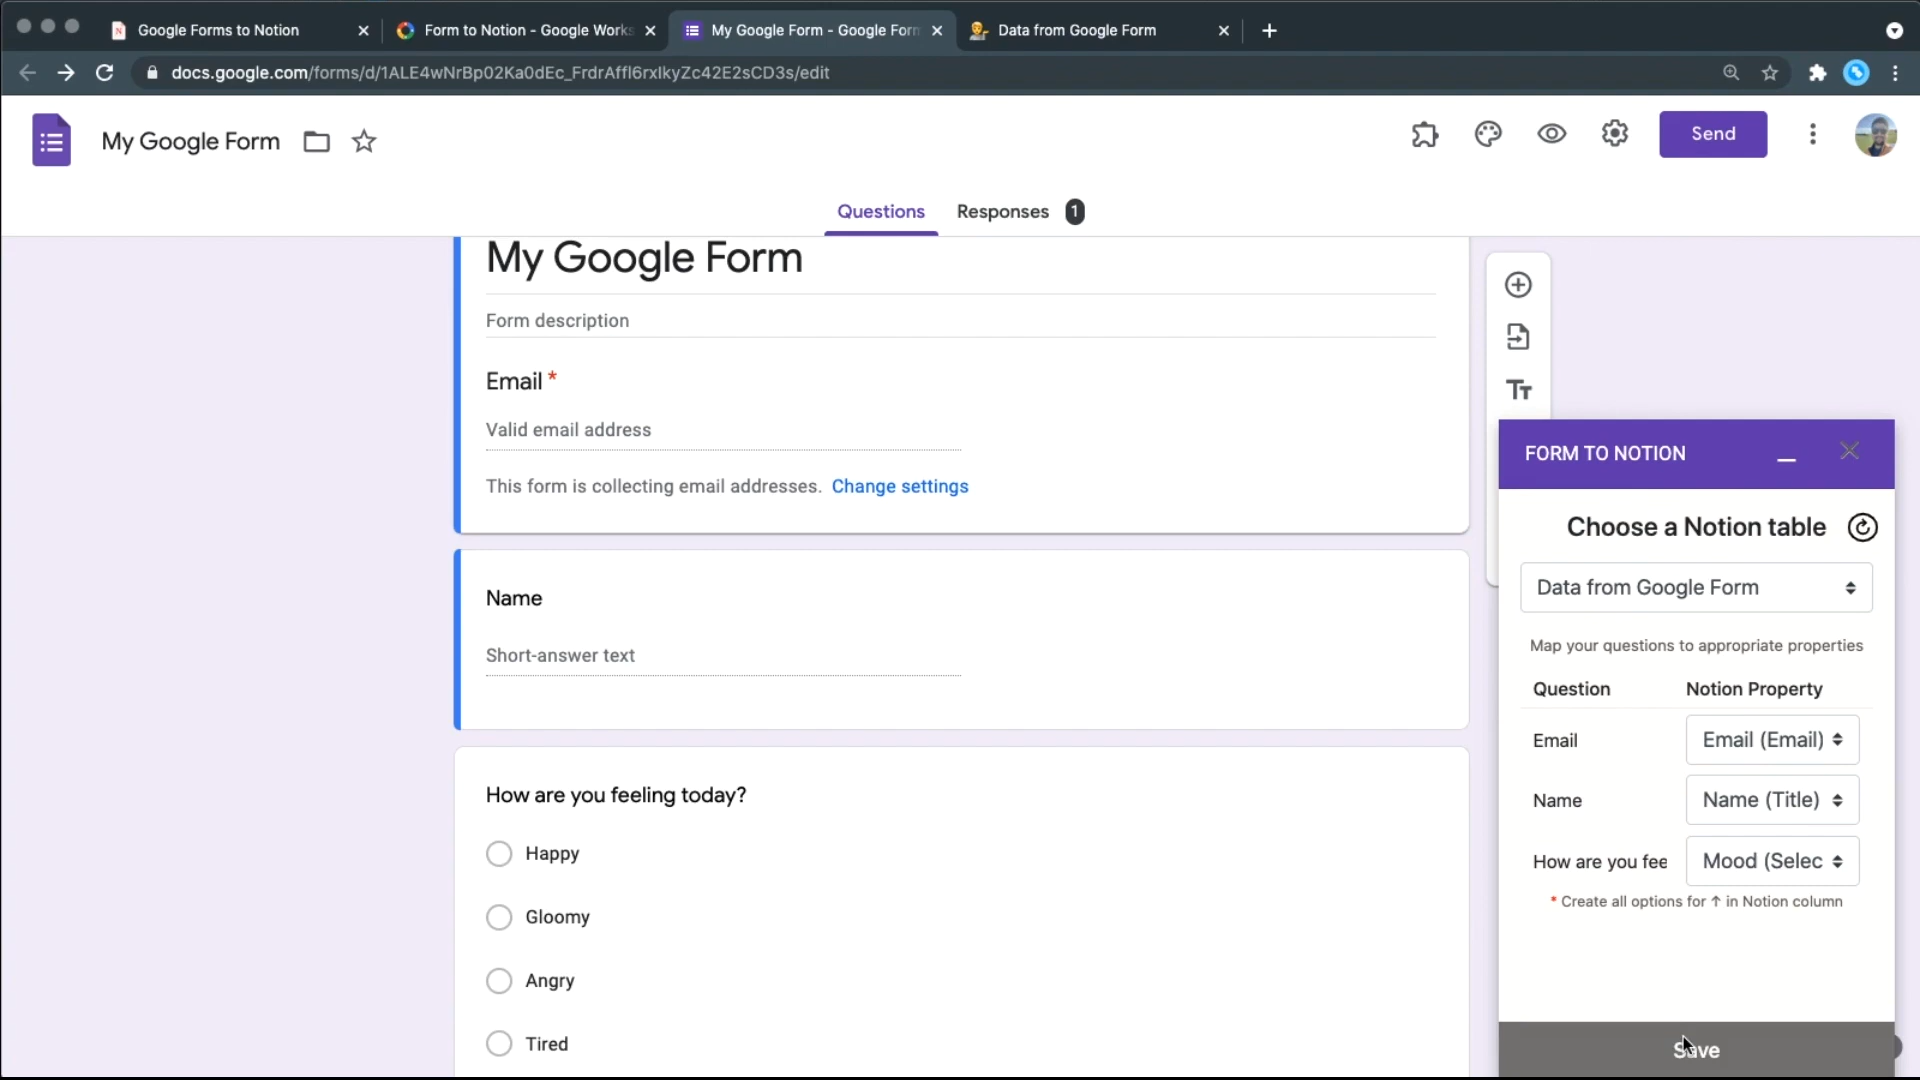 Google Forms to Notion
Form to Notion - Google Works
My Google Form - Google Forn
Data from Google Form
docs.google.com/forms/d/1ALE4wNrBp02Ka0dEc_FrdrAffI6rxIkyZc42E2sCD3s/edit
My Google Form
Send
Questions
Responses 1
My Google Form
Form description
Email *
Valid email address
This form is collecting email addresses. Change settings
Name
Short-answer text
How are you feeling today?
Happy
Gloomy
Angry
Tired
FORM TO NOTION
Choose a Notion table
Data from Google Form
Map your questions to appropriate properties
Question Notion Property
Email Email (Email)
Name Name (Title)
How are you fee Mood (Selec
* Create all options for ↑ in Notion column
Save